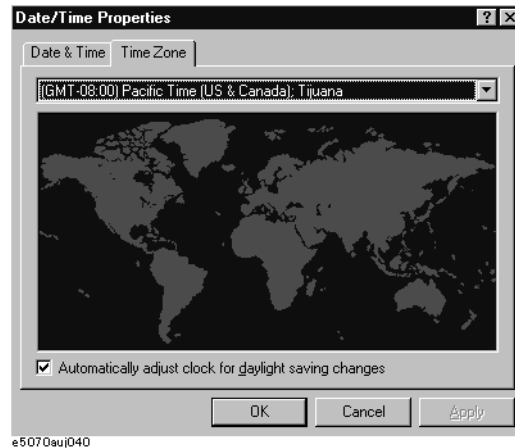 Date/Time Properties
Date & Time Time Zone
(GMT-08:00) Pacific Time (US & Canada); Tijuana
Automatically adjust clock for daylight saving changes
OK Cancel Apply
e5070auj040